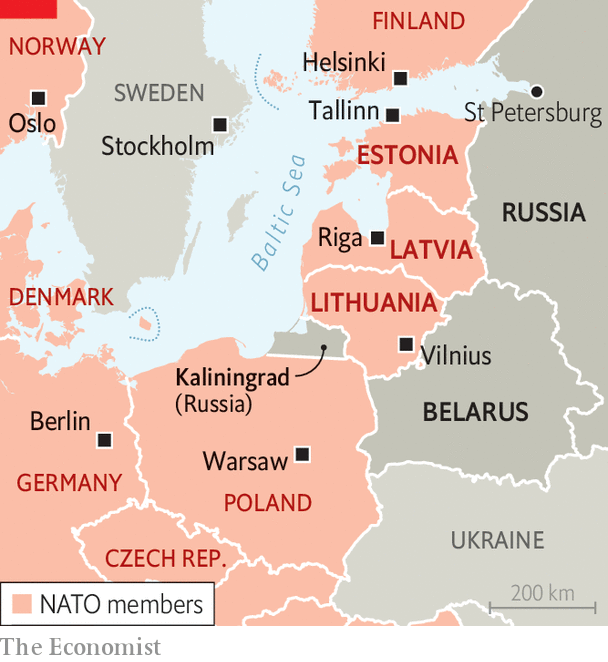 FINLAND
NORWAY
Helsinki
SWEDEN
Oslo
Tallinn
St Petersburg
Stockholm
ESTONIA
Baltic Sea
RUSSIA
Riga
LATVIA
DENMARK
LITHUANIA
Vilnius
Kaliningrad
(Russia)
BELARUS
Berlin
Warsaw
GERMANY
POLAND
UKRAINE
CZECH REP.
200 km
NATO members
The Economist